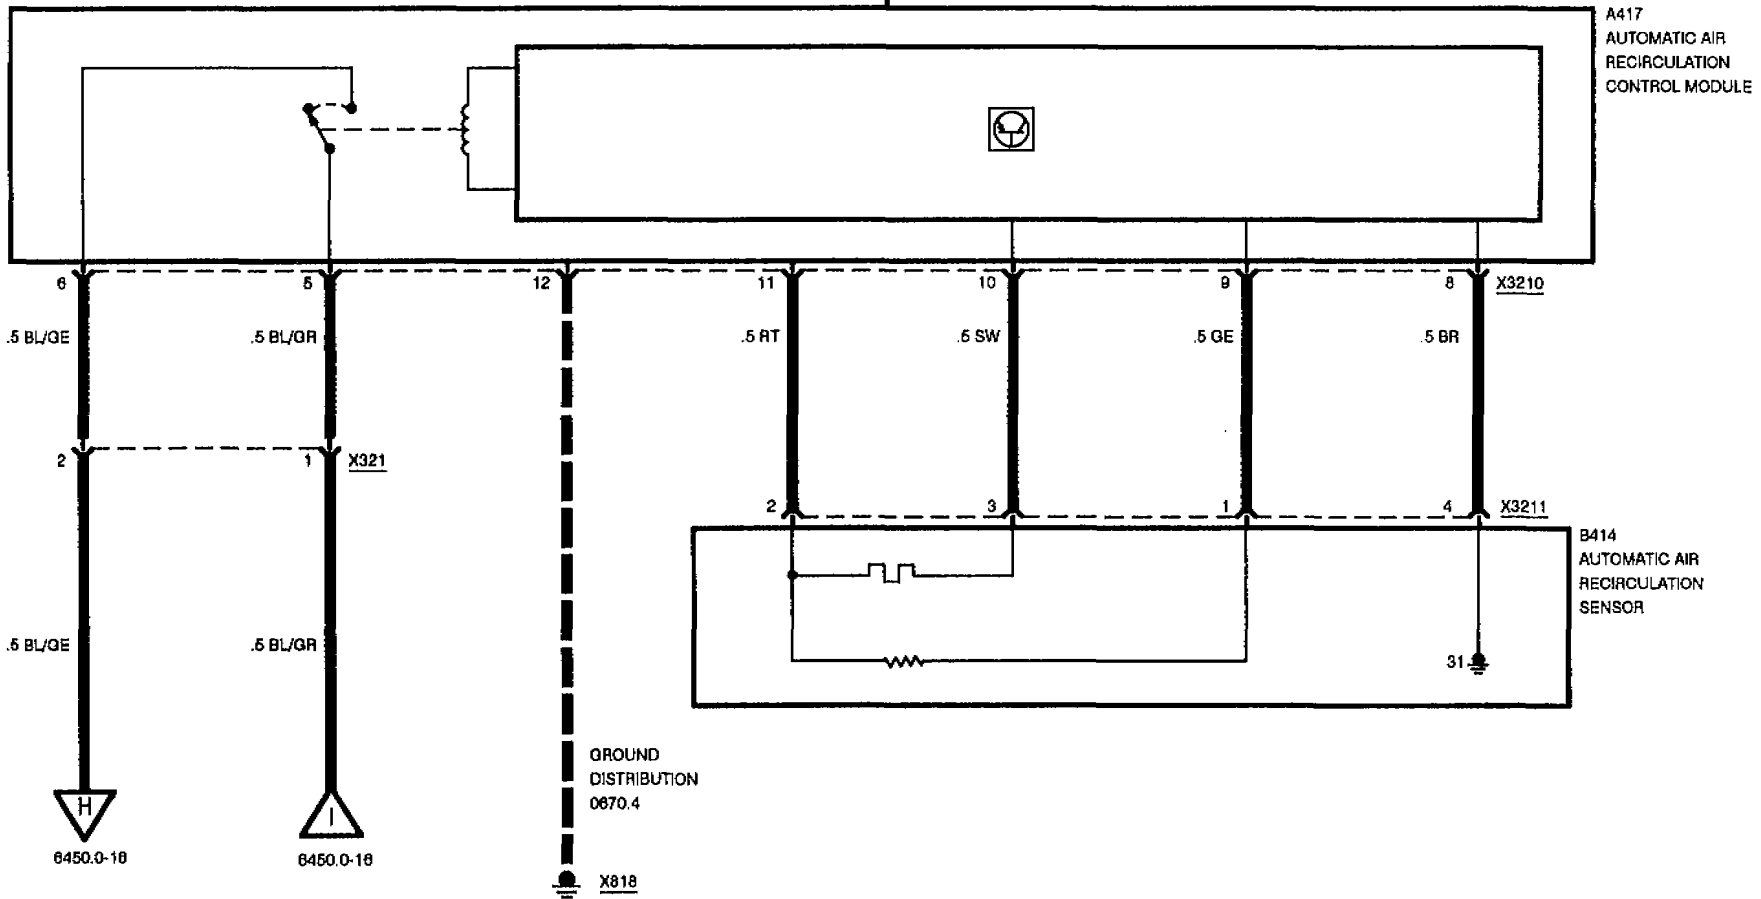 A417
AUTOMATIC AIR
RECIRCULATION
CONTROL MODULE
6 5 12 11 10 9 8 X3210
.5 BL/GE .5 BL/GR .5 RT .5 SW .5 GE .5 BR
2 1 X321
2 3 1 4 X3211
B414
AUTOMATIC AIR
RECIRCULATION
SENSOR
.5 BL/GE .5 BL/GR
31
GROUND
DISTRIBUTION
0670.4
H I
6450.0-16 6450.0-16
X818